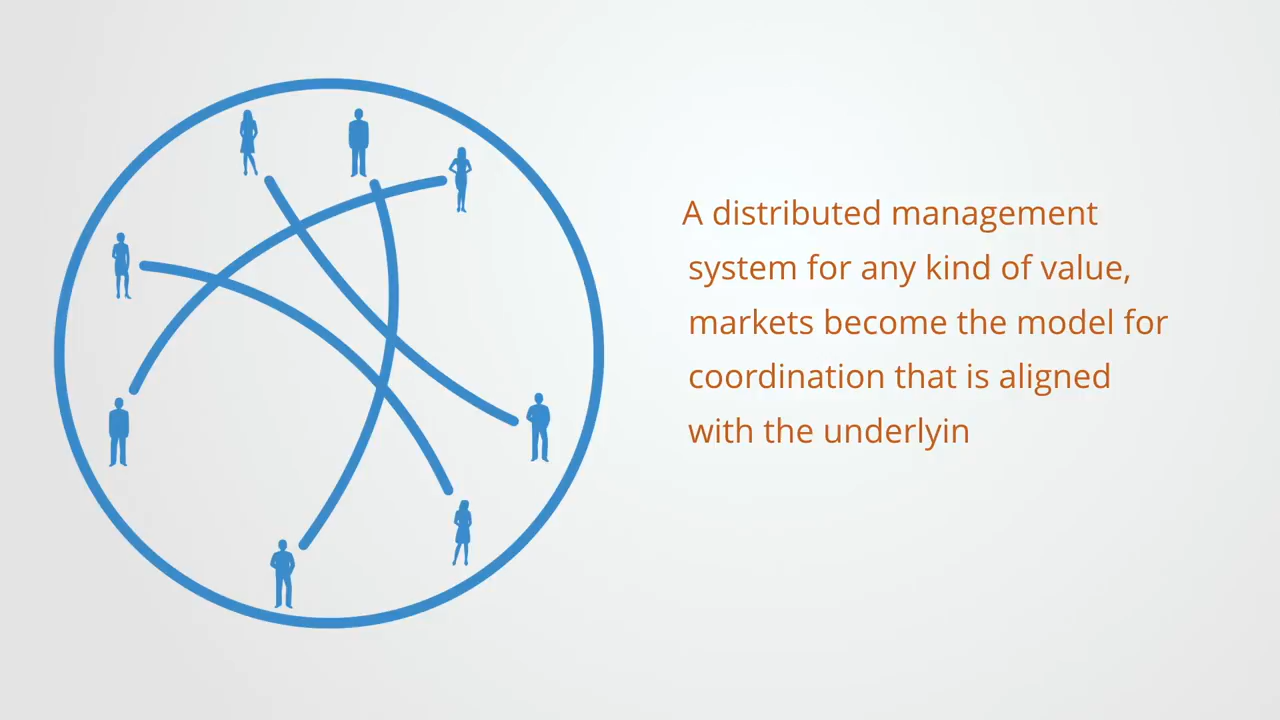 A distributed management
system for any kind of value,
markets become the model for
coordination that is aligned
with the underlyin